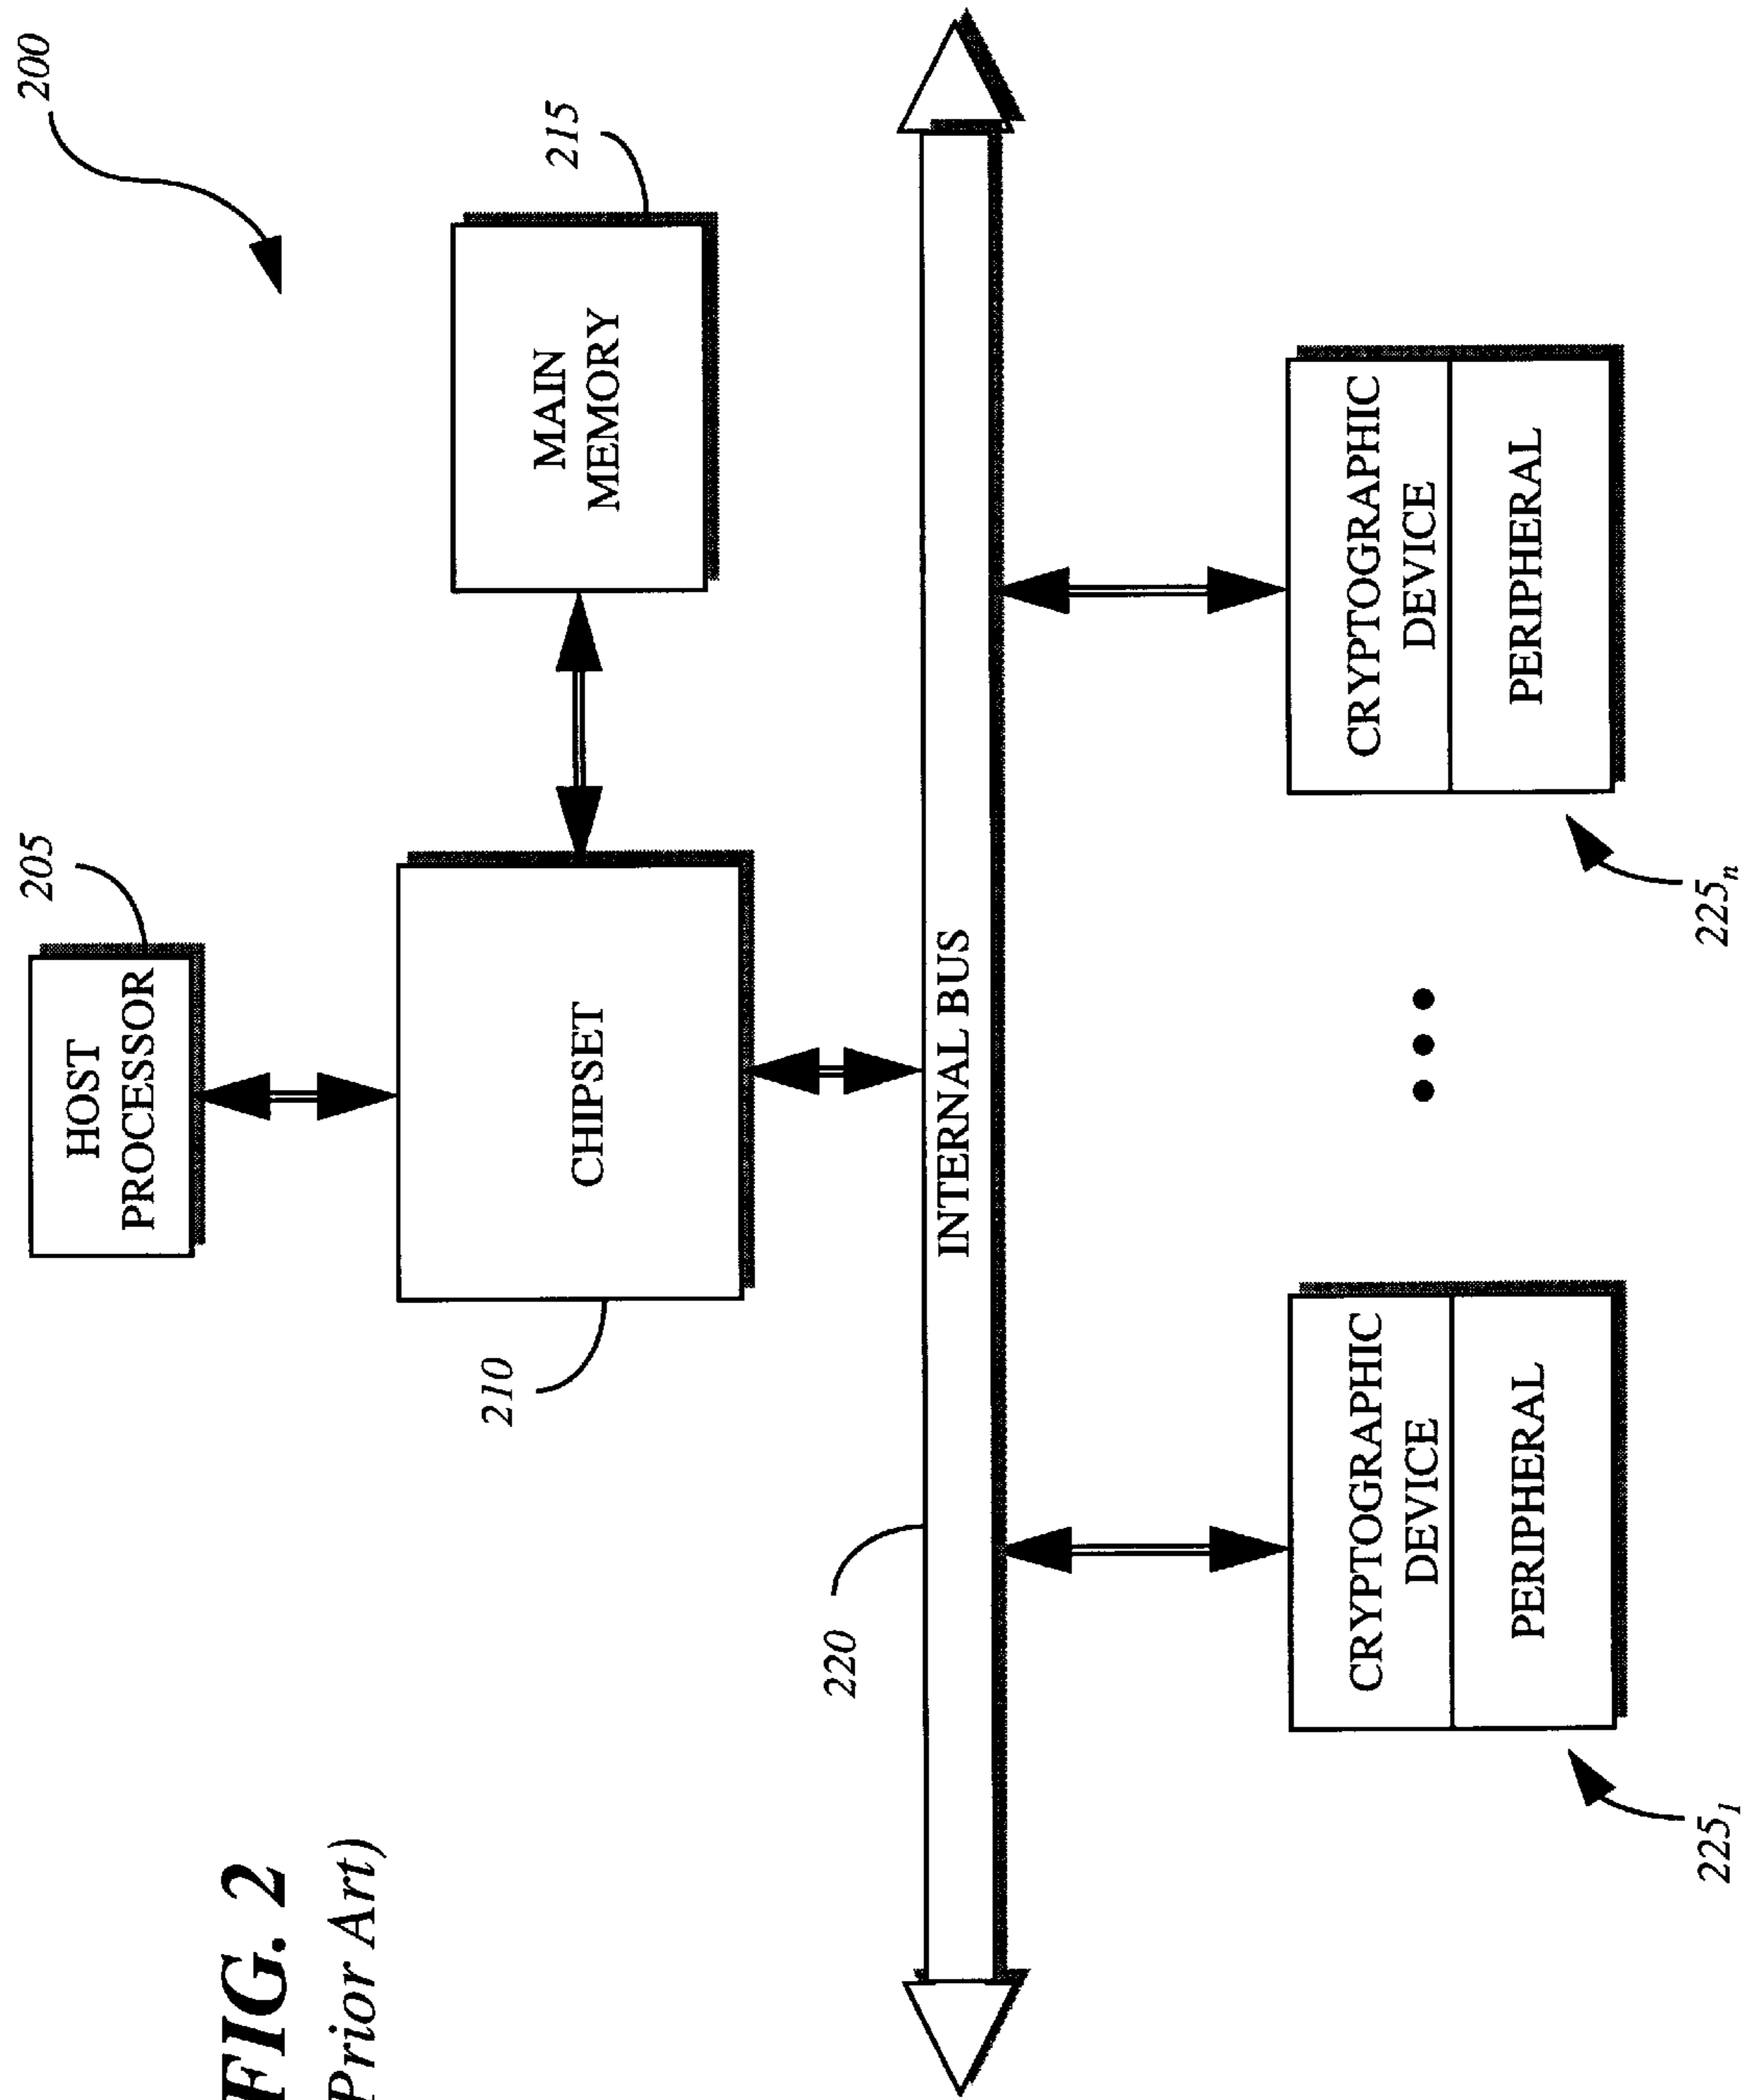 FIG. 2
Prior Art)
200
HOST
PROCESSOR
205
CHIPSET
210
MAIN
MEMORY
215
INTERNAL BUS
220
CRYPTOGRAPHIC
DEVICE
PERIPHERAL
225₁
• • •
CRYPTOGRAPHIC
DEVICE
PERIPHERAL
225ₙ